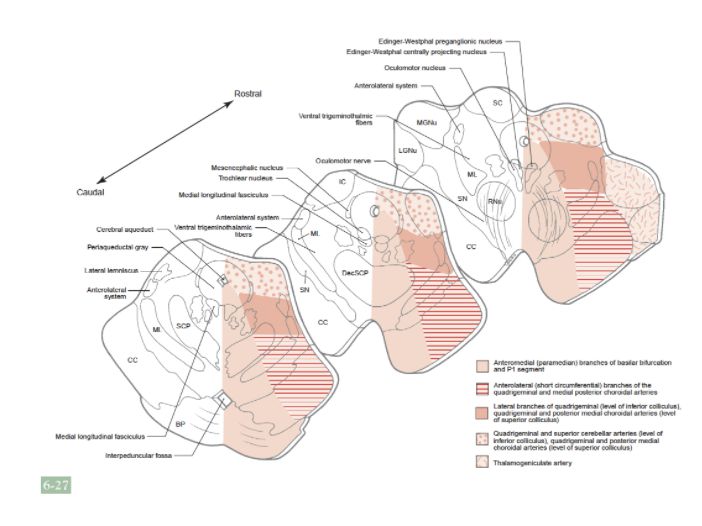 Edinger-Westphal preganglionic nucleus
Edinger-Westphal centrally projecting nucleus
Oculomotor nucleus
Anterolateral system
Rostral
Caudal
Ventral trigeminothalmic
fibers
Oculomotor nerve
MGNu
LGNu
SC
ML
SN
RNu
CC
Mesencephalic nucleus
Trochlear nucleus
Medial longitudinal fasciculus
Anterolateral system
Ventral trigeminothalamic
fibers
IC
ML
DecSCP
SN
CC
Cerebral aqueduct
Periaqueductal gray
Lateral lemniscus
Anterolateral
system
ML
SCP
CC
BP
Medial longitudinal fasciculus
Interpeduncular fossa
Anteromedial (paramedian) branches of basilar bifurcation
and P1 segment
Anterolateral (short circumferential) branches of the
quadrigeminal and medial posterior choroidal arteries
Lateral branches of quadrigeminal (level of inferior colliculus),
quadrigeminal and posterior medial choroidal arteries (level
of superior colliculus)
Quadrigeminal and superior cerebellar arteries (level of
inferior colliculus), quadrigeminal and posterior medial
choroidal arteries (level of superior colliculus)
Thalamogeniculate artery
6-27